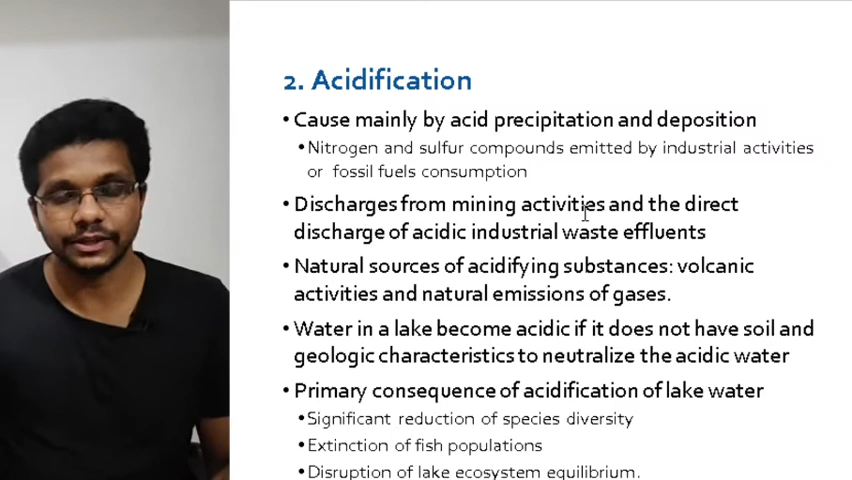 2. Acidification
• Cause mainly by acid precipitation and deposition
• Nitrogen and sulfur compounds emitted by industrial activities
or fossil fuels consumption
• Discharges from mining activities and the direct
discharge of acidic industrial waste effluents
• Natural sources of acidifying substances: volcanic
activities and natural emissions of gases.
• Water in a lake become acidic if it does not have soil and
geologic characteristics to neutralize the acidic water
• Primary consequence of acidification of lake water
• Significant reduction of species diversity
• Extinction of fish populations
• Disruption of lake ecosystem equilibrium.